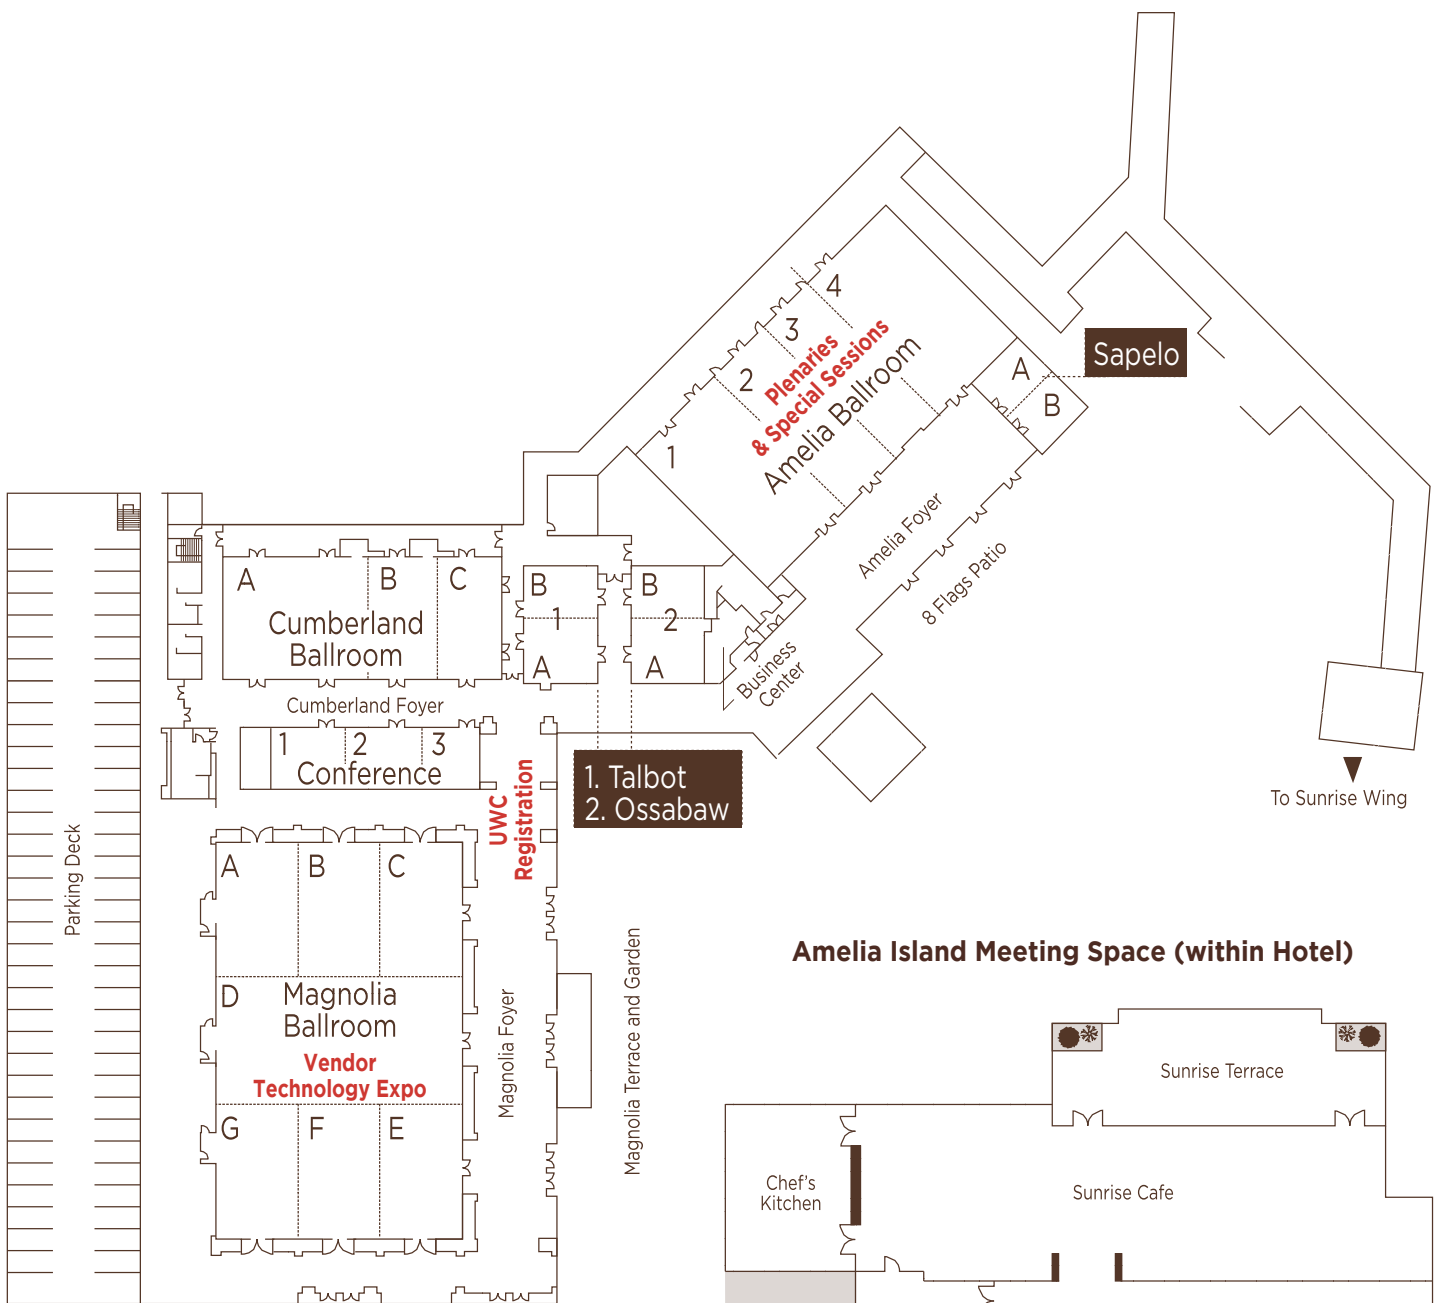 4
3
2
1
Plenaries
& Special Sessions
Amelia Ballroom
Sapelo
A
B
Amelia Foyer
8 Flags Patio
A
B
C
Cumberland
Ballroom
B
1
A
B
2
A
Business
Center
Cumberland Foyer
1
2
3
Conference
1. Talbot
2. Ossabaw
UWC
Registration
To Sunrise Wing
Parking Deck
A
B
C
D
Magnolia
Ballroom
Vendor
Technology Expo
G
F
E
Magnolia Foyer
Magnolia Terrace and Garden
Amelia Island Meeting Space (within Hotel)
Sunrise Terrace
Chef's
Kitchen
Sunrise Cafe